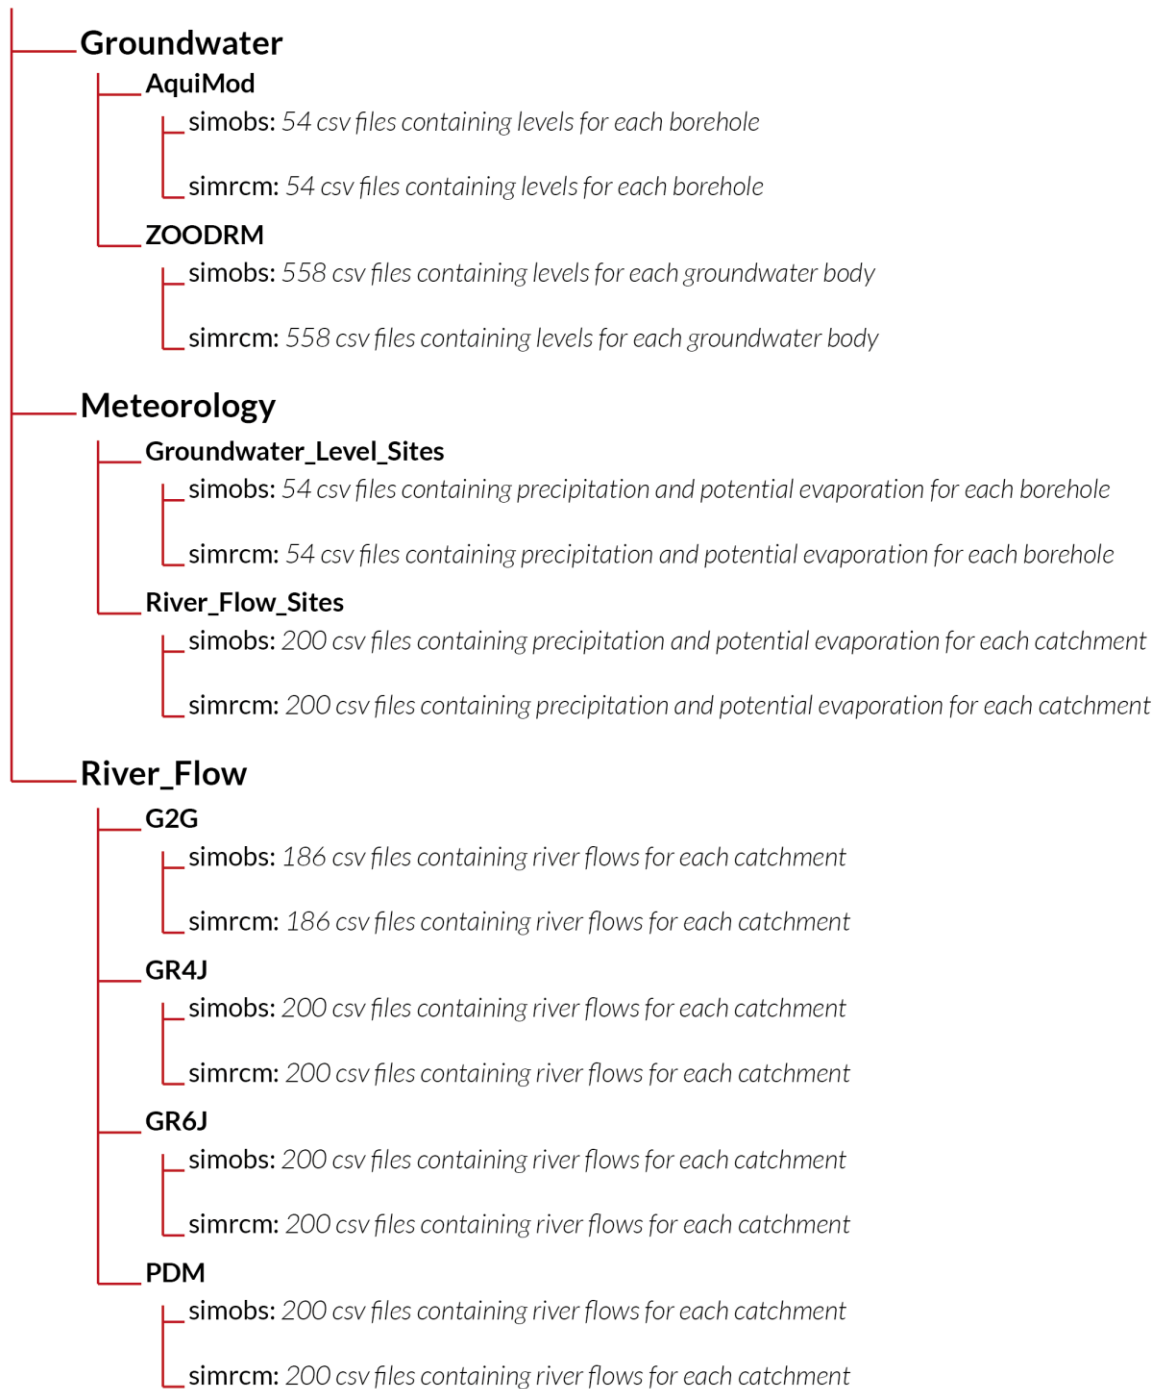 Groundwater
AquiMod
simobs: 54 csv files containing levels for each borehole
simrcm: 54 csv files containing levels for each borehole
ZOODRM
simobs: 558 csv files containing levels for each groundwater body
simrcm: 558 csv files containing levels for each groundwater body
Meteorology
Groundwater_Level_Sites
simobs: 54 csv files containing precipitation and potential evaporation for each borehole
simrcm: 54 csv files containing precipitation and potential evaporation for each borehole
River_Flow_Sites
simobs: 200 csv files containing precipitation and potential evaporation for each catchment
simrcm: 200 csv files containing precipitation and potential evaporation for each catchment
River_Flow
G2G
simobs: 186 csv files containing river flows for each catchment
simrcm: 186 csv files containing river flows for each catchment
GR4J
simobs: 200 csv files containing river flows for each catchment
simrcm: 200 csv files containing river flows for each catchment
GR6J
simobs: 200 csv files containing river flows for each catchment
simrcm: 200 csv files containing river flows for each catchment
PDM
simobs: 200 csv files containing river flows for each catchment
simrcm: 200 csv files containing river flows for each catchment